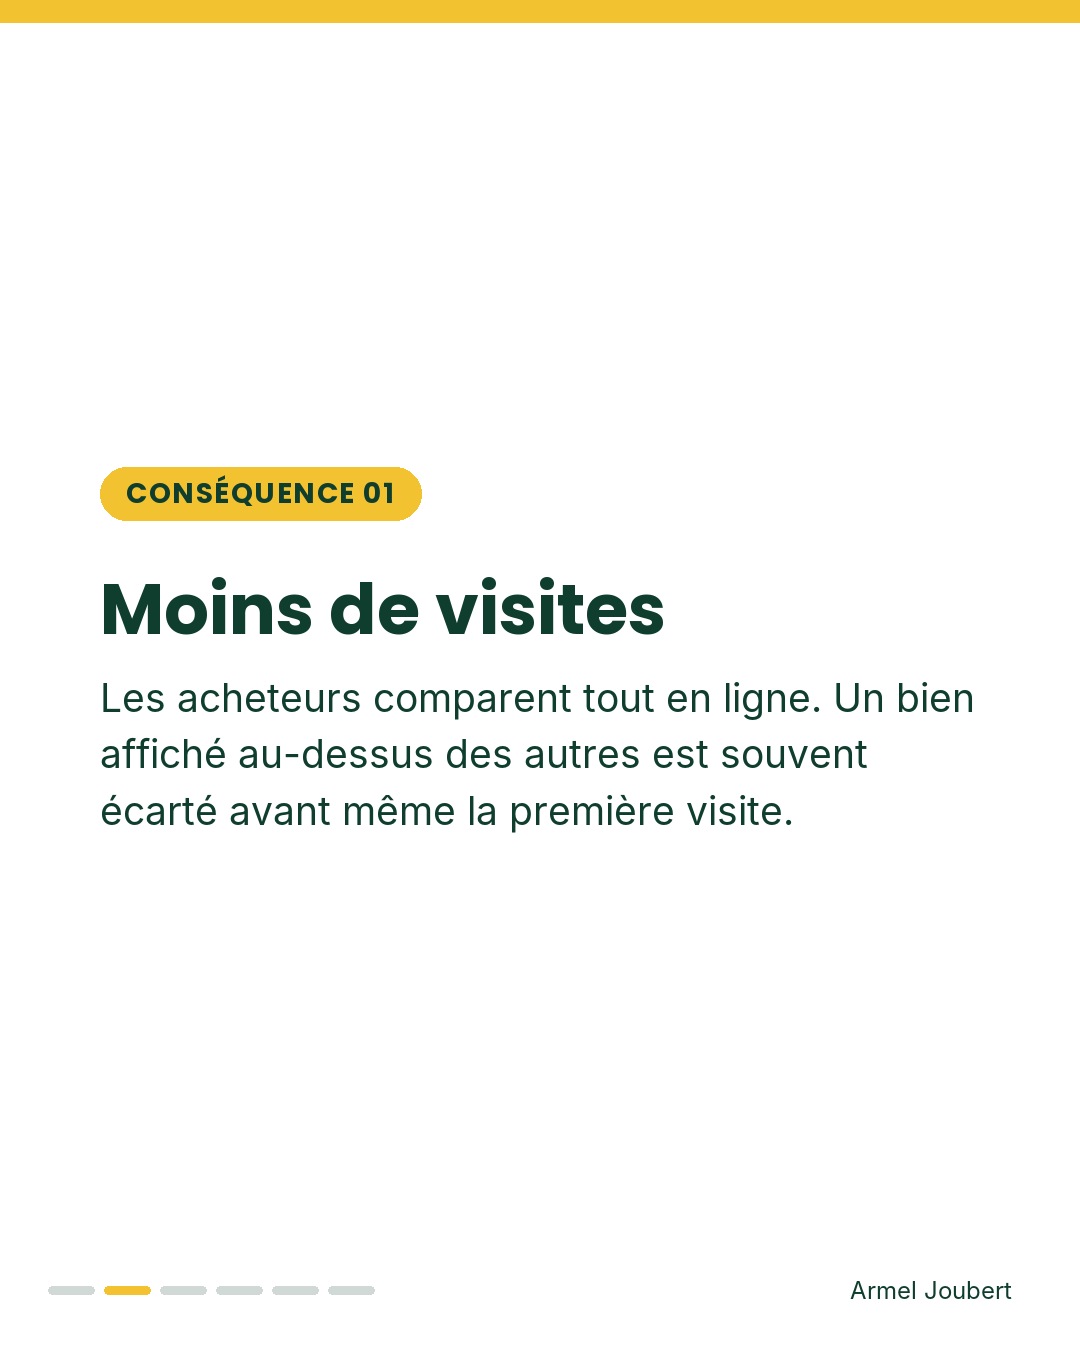 CONSÉQUENCE 01
Moins de visites
Les acheteurs comparent tout en ligne. Un bien
affiché au-dessus des autres est souvent
écarté avant même la première visite.
Armel Joubert